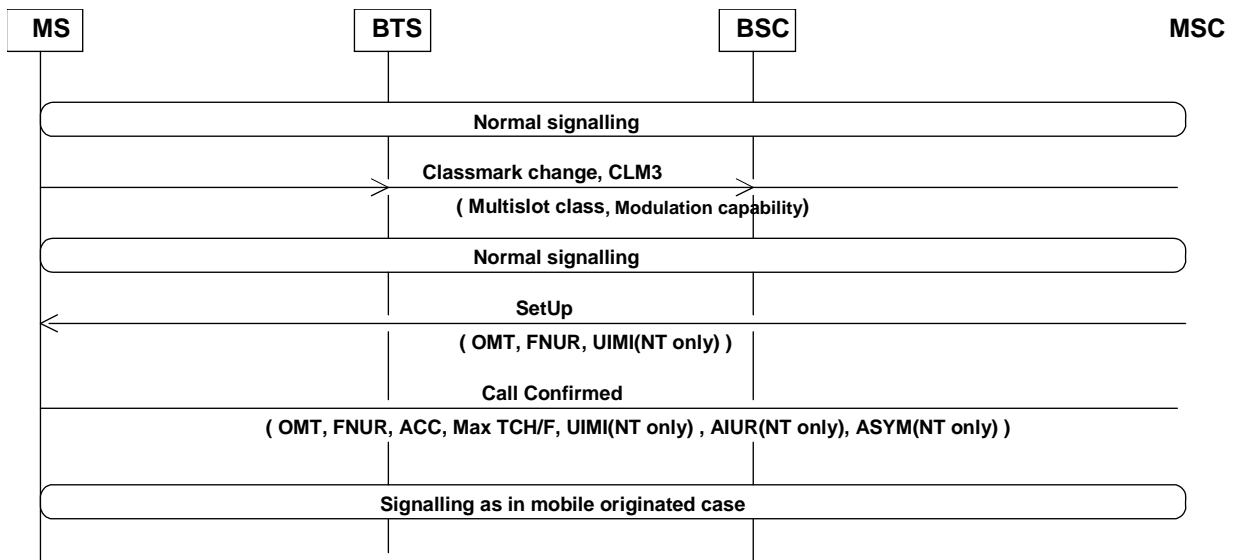 MS BTS BSC MSC
Normal signalling
Classmark change, CLM3
( Multislot class, Modulation capability)
Normal signalling
SetUp
( OMT, FNUR, UIMI(NT only) )
Call Confirmed
( OMT, FNUR, ACC, Max TCH/F, UIMI(NT only) , AIUR(NT only), ASYM(NT only) )
Signalling as in mobile originated case